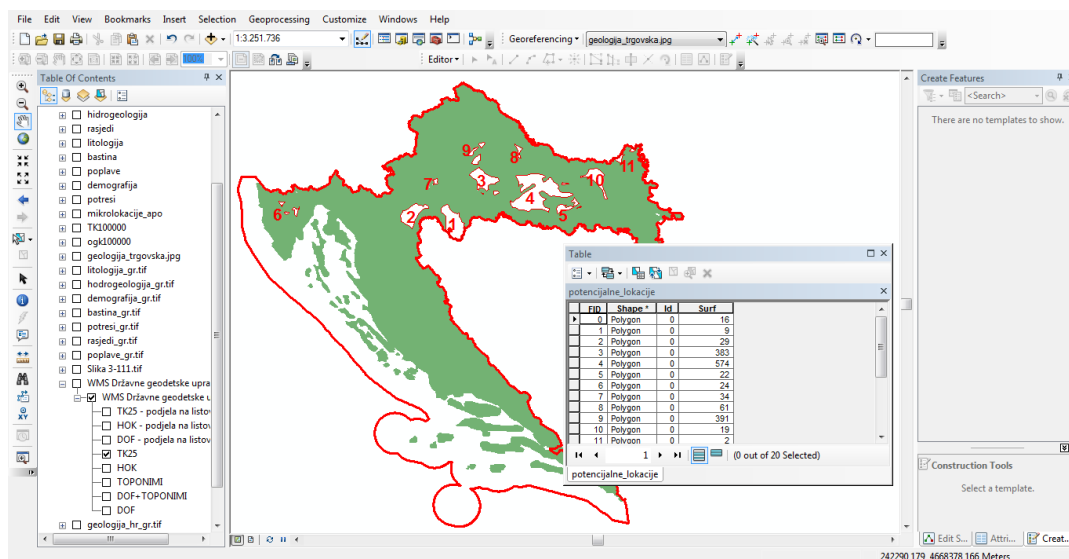 File Edit View Bookmarks Insert Selection Geoprocessing Customize Windows Help
1:3.251.736 Georeferencing geologija_trgovska.jpg
100% Editor
Table Of Contents
hidrogeologija
rasjedi
litologija
bastina
poplave
demografija
potresi
mikrolokacije_apo
TK100000
ogk100000
geologija_trgovska.jpg
litologija_gr.tif
hodrogeologija_gr.tif
demografija_gr.tif
bastina_gr.tif
potresi_gr.tif
rasjedi_gr.tif
poplave_gr.tif
Slika 3-111.tif
WMS Državne geodetske upra
WMS Državne geodetske u
TK25 - podjela na listov
HOK - podjela na listov
DOF - podjela na listov
TK25
HOK
TOPONIMI
DOF+TOPONIMI
DOF
geologija_hr_gr.tif
9 8 11
7 3 10
6 2 1 4 5
Table
potencijalne_lokacije
FID Shape * Id Surf
0 Polygon 0 16
1 Polygon 0 9
2 Polygon 0 29
3 Polygon 0 383
4 Polygon 0 574
5 Polygon 0 22
6 Polygon 0 24
7 Polygon 0 34
8 Polygon 0 61
9 Polygon 0 391
10 Polygon 0 19
11 Polygon 0 2
1 (0 out of 20 Selected)
potencijalne_lokacije
Create Features
<Search>
There are no templates to show.
Construction Tools
Select a template.
Edit S... Attri... Creat...
242290,179 4668378,166 Meters